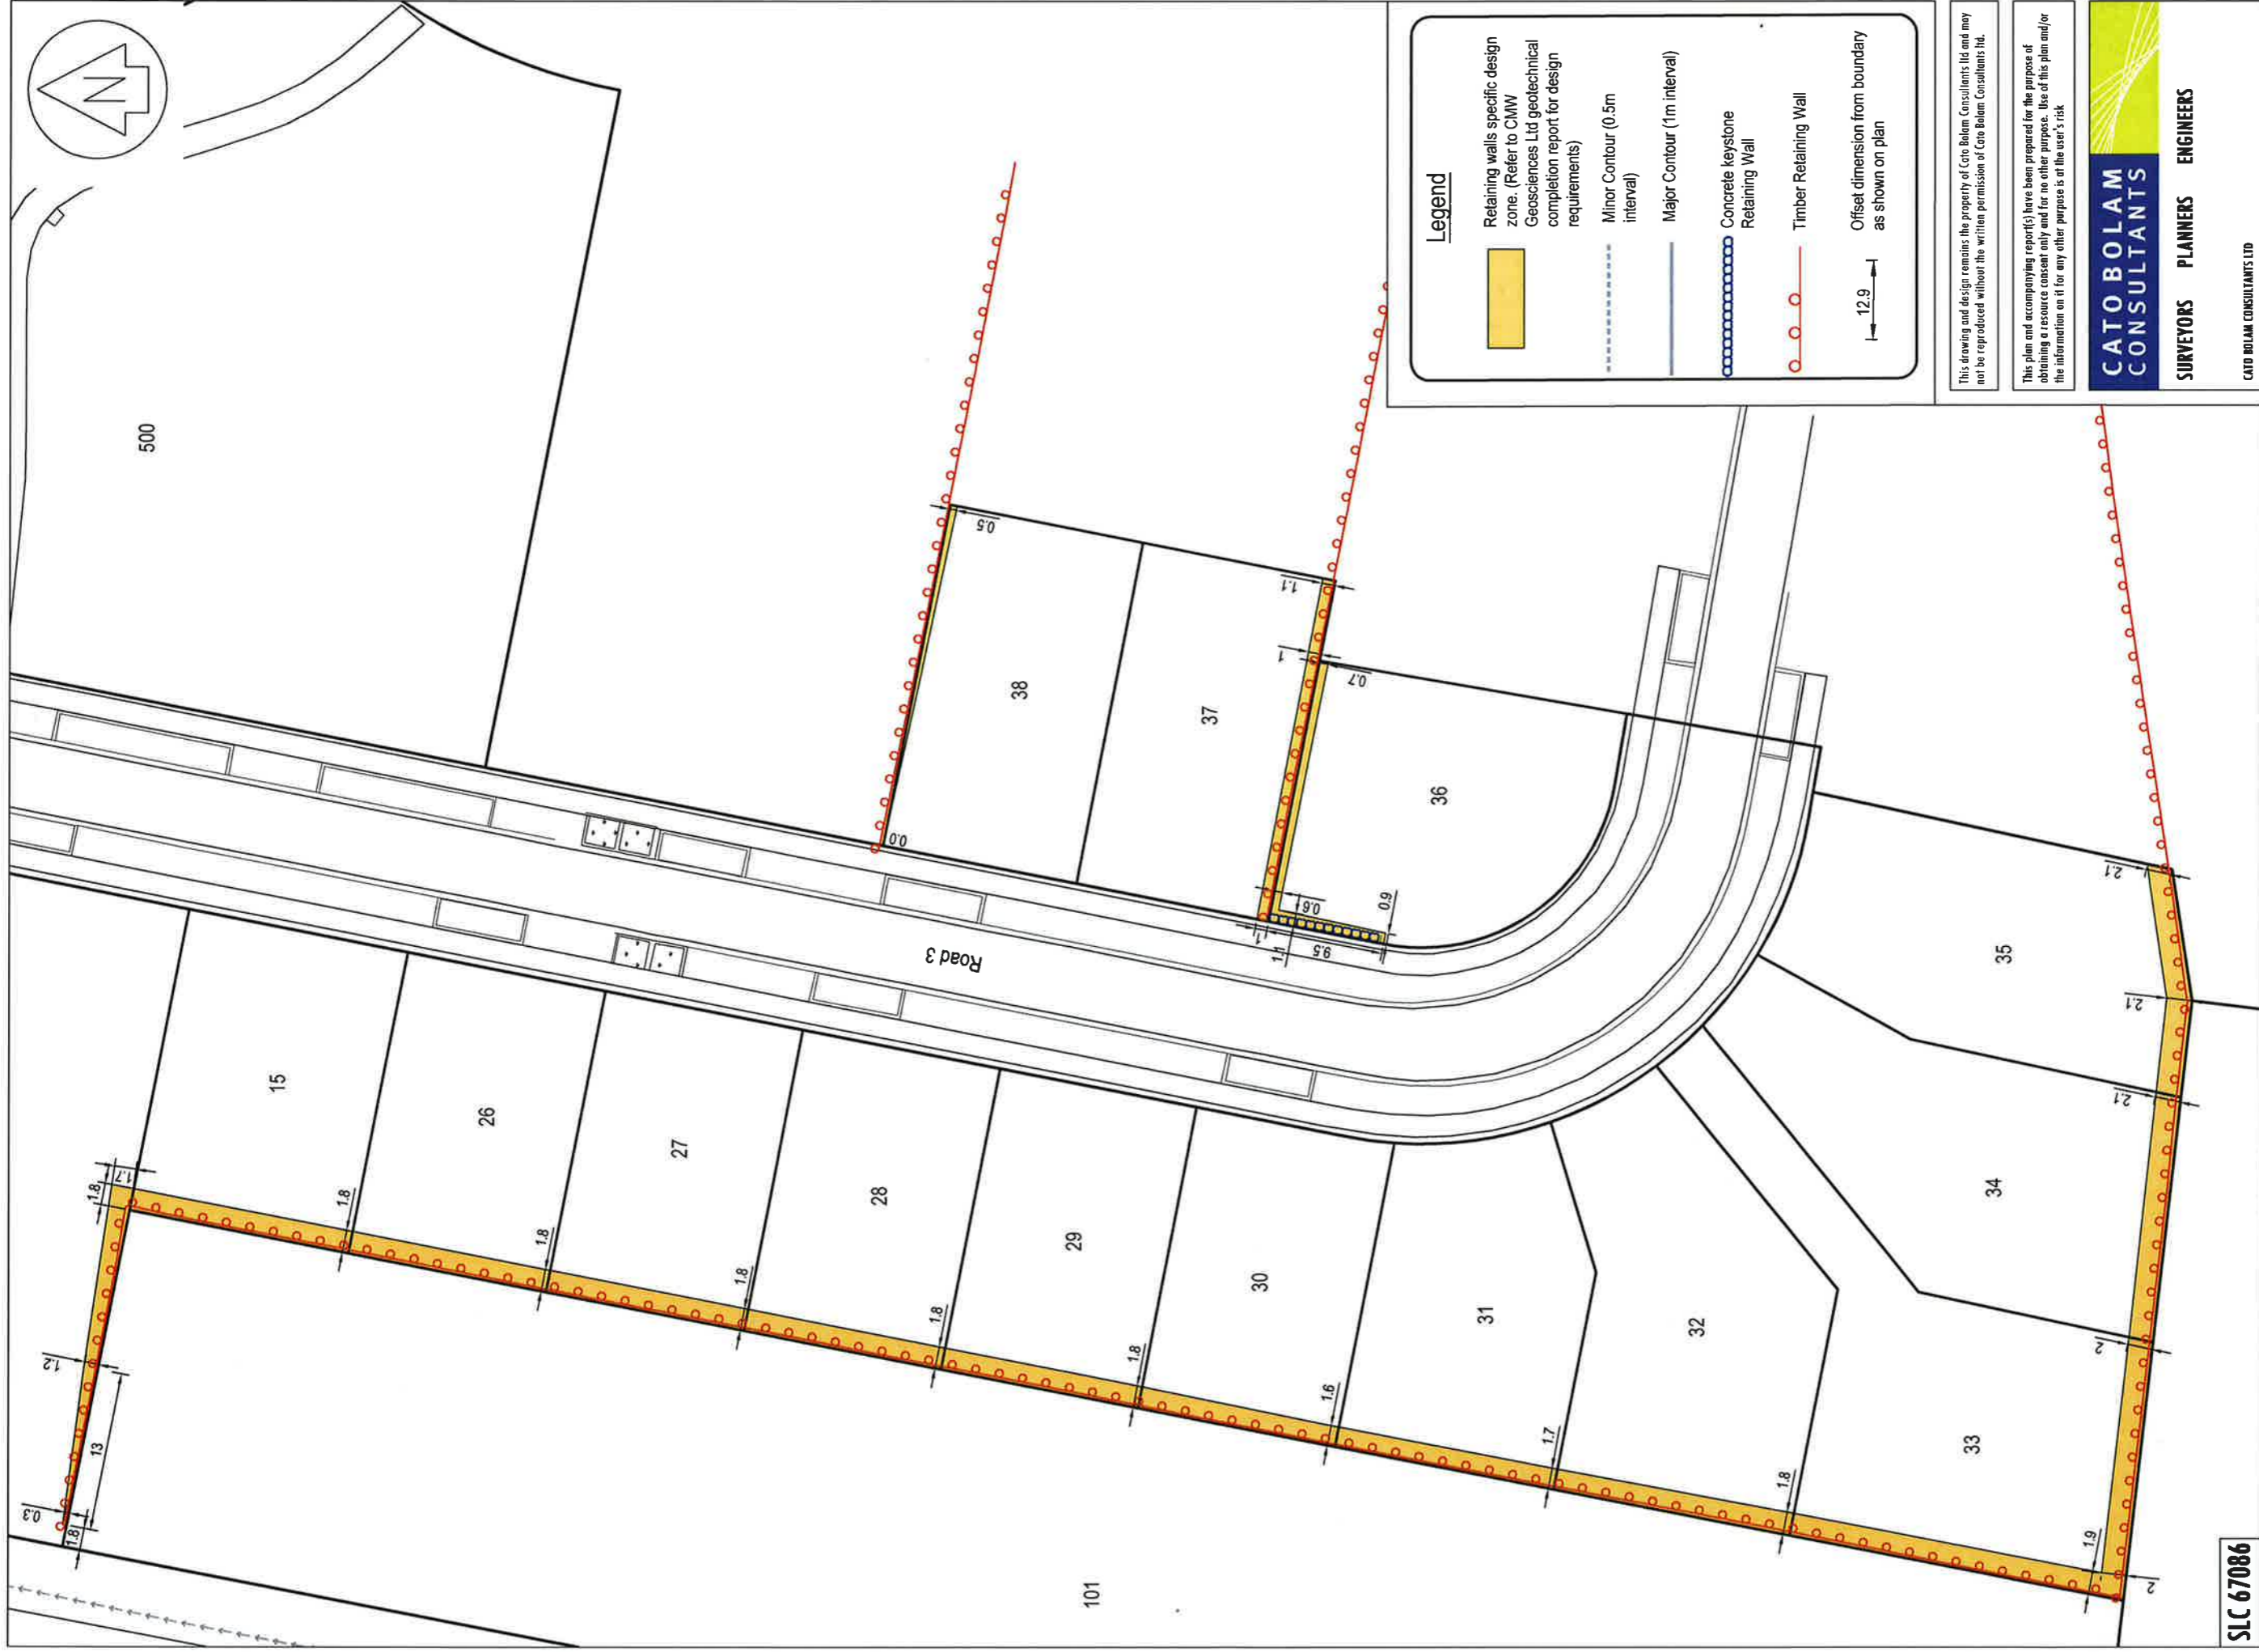 N
500
15
26
27
28
29
30
31
32
33
34
35
36
37
38
101
Road 3
0.3
1.8
13
1.2
1.8
1.7
1.8
1.8
1.8
1.8
1.8
1.6
1.7
1.8
1.9
2
2
2.1
2.1
2.1
0.0
0.5
1.1
1
0.7
1
1.1
0.6
9.5
0.9
Legend
Retaining walls specific design
zone. (Refer to CMW
Geosciences Ltd geotechnical
completion report for design
requirements)
Minor Contour (0.5m
interval)
Major Contour (1m interval)
Concrete keystone
Retaining Wall
Timber Retaining Wall
12.9
Offset dimension from boundary
as shown on plan
This drawing and design remains the property of Cato Bolam Consultants ltd and may
not be reproduced without the written permission of Cato Bolam Consultants ltd.
This plan and accompanying report(s) have been prepared for the purpose of
obtaining a resource consent only and for no other purpose. Use of this plan and/or
the information on it for any other purpose is at the user's risk
CATO BOLAM
CONSULTANTS
SURVEYORS PLANNERS ENGINEERS
CATO BOLAM CONSULTANTS LTD
SLC 67086